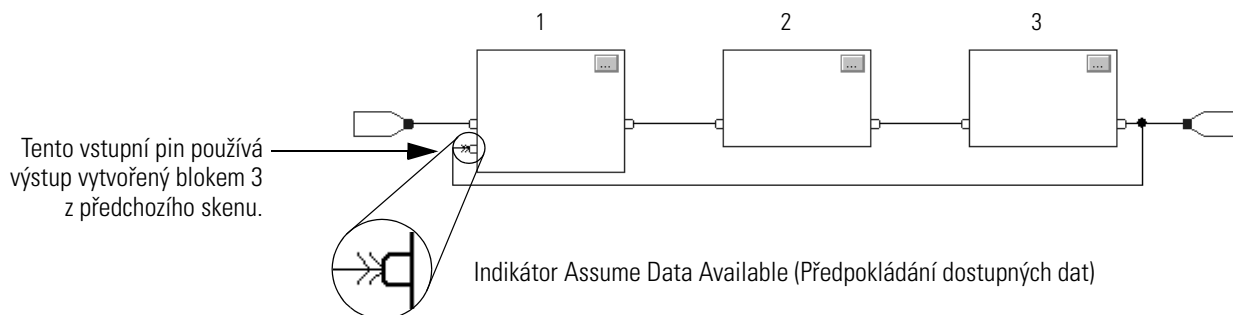 1
2
3
...
...
...
Tento vstupní pin používá
výstup vytvořený blokem 3
z předchozího skenu.
Indikátor Assume Data Available (Předpokládání dostupných dat)